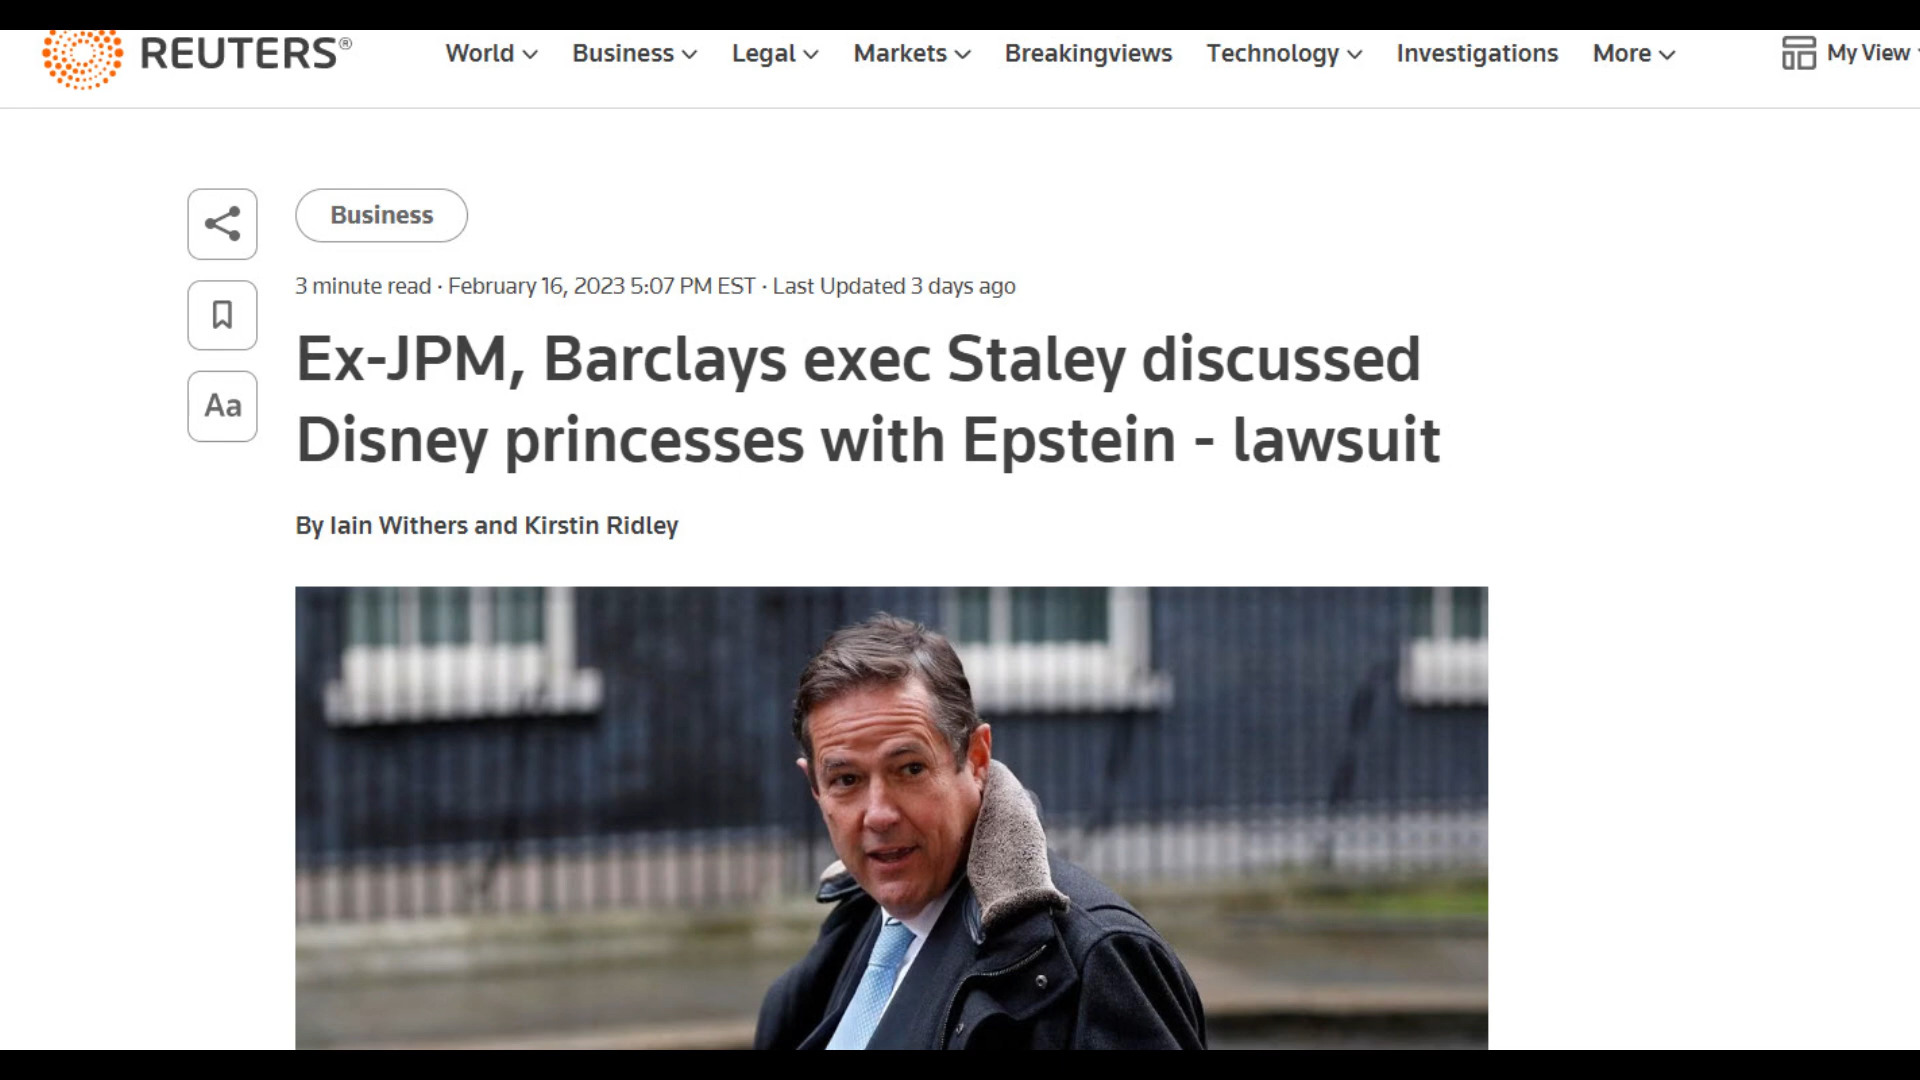 REUTERS®
World Business Legal Markets Breakingviews Technology Investigations More My View
Business
3 minute read · February 16, 2023 5:07 PM EST · Last Updated 3 days ago
Aa
Ex-JPM, Barclays exec Staley discussed
Disney princesses with Epstein - lawsuit
By Iain Withers and Kirstin Ridley